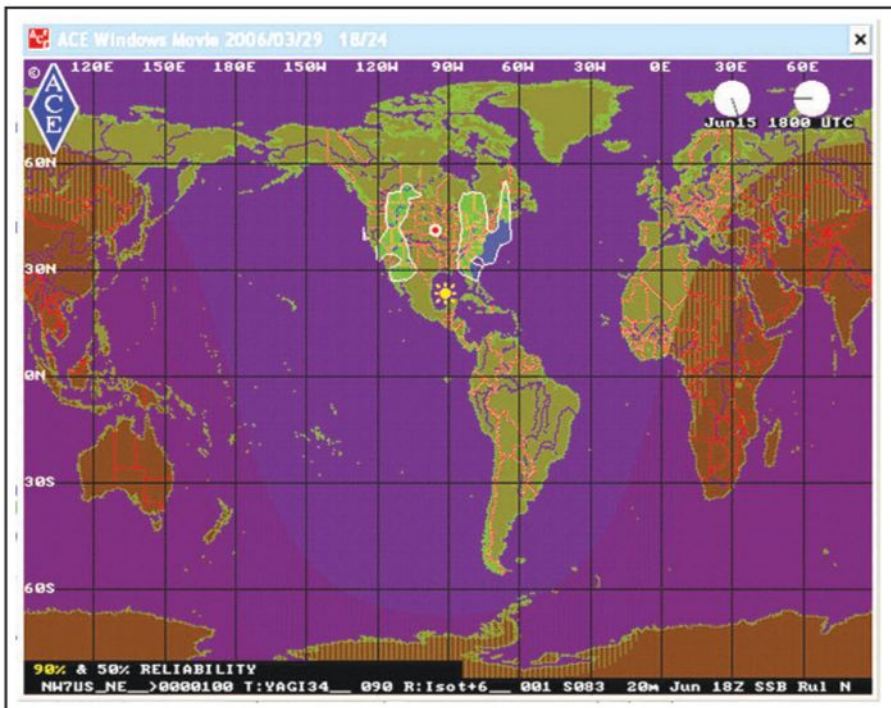 ACE Windows Movie 2006/03/29 18/24
©
ACE
120E 150E 180E 150W 120W 90W 60W 0E 30E 60E
Jun15 1800 UTC
60N
30N
0N
30S
60S
90% & 50% RELIABILITY
NW7US_NE__>0000100 T:YAGI34__ 090 R:Isot+6__ 001 S083 20m Jun 18Z SSB Rul N